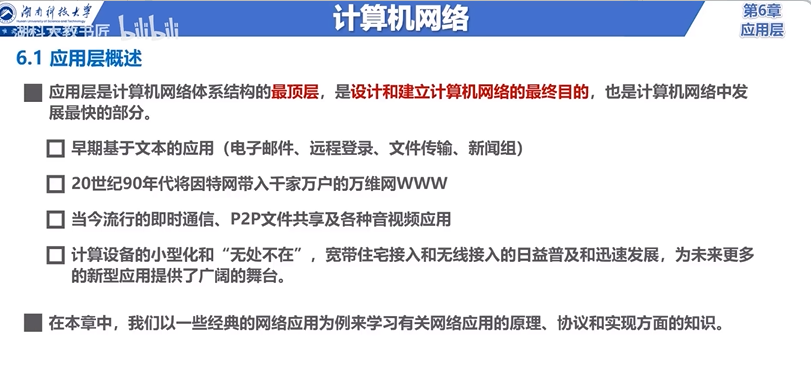 湖南科技大学
计算机网络
第6章
应用层
湖科大教书匠 bilibili
6.1 应用层概述
应用层是计算机网络体系结构的最顶层，是设计和建立计算机网络的最终目的，也是计算机网络中发
展最快的部分。
早期基于文本的应用（电子邮件、远程登录、文件传输、新闻组）
20世纪90年代将因特网带入千家万户的万维网WWW
当今流行的即时通信、P2P文件共享及各种音视频应用
计算设备的小型化和“无处不在”，宽带住宅接入和无线接入的日益普及和迅速发展，为未来更多
的新型应用提供了广阔的舞台。
在本章中，我们以一些经典的网络应用为例来学习有关网络应用的原理、协议和实现方面的知识。